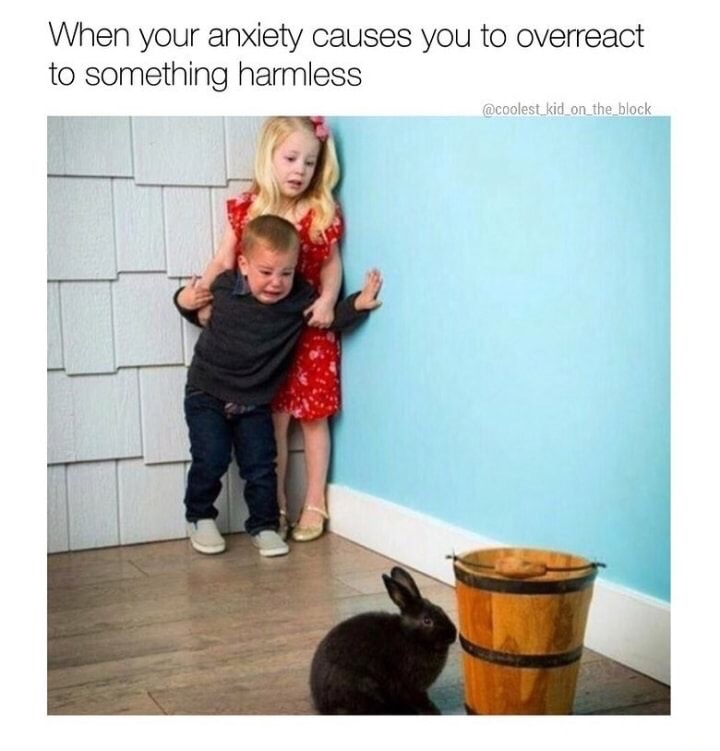 When your anxiety causes you to overreact
to something harmless
@coolest_kid_on_the_block